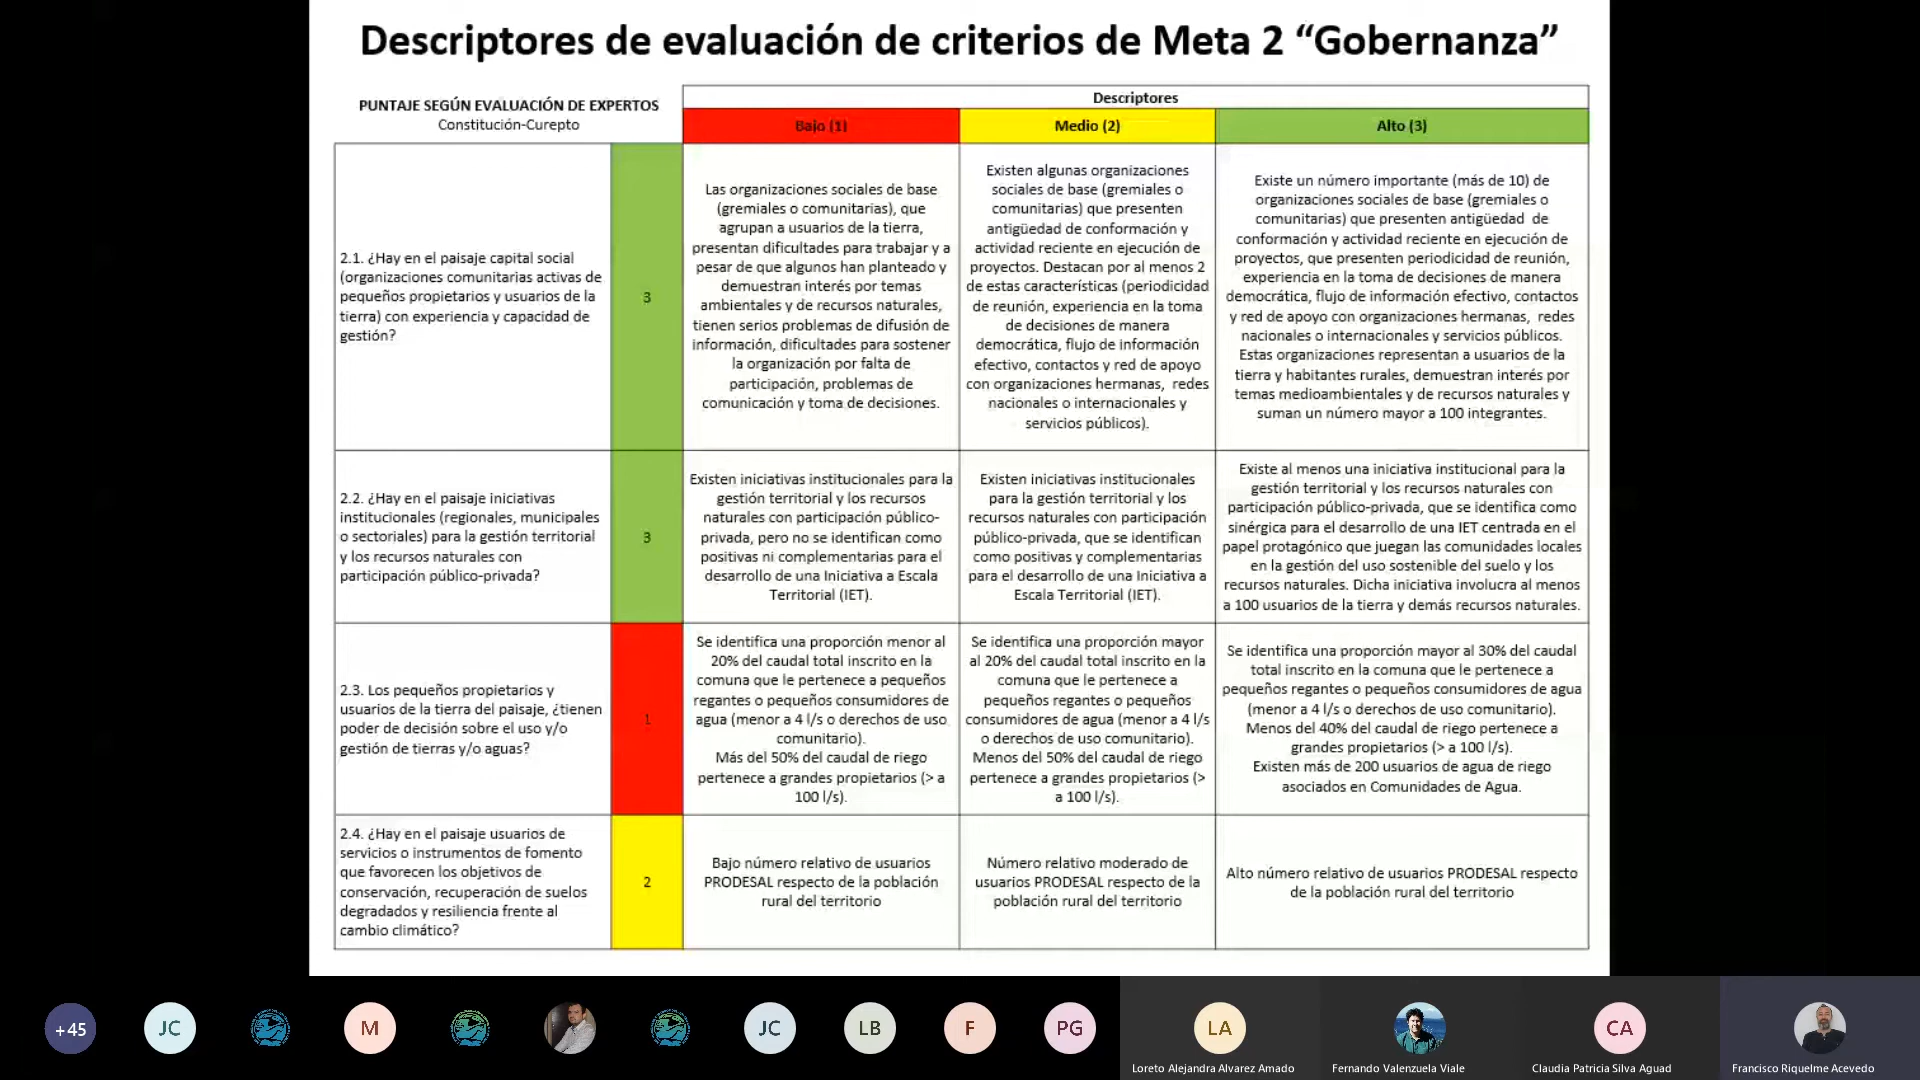 Descriptores de evaluación de criterios de Meta 2 “Gobernanza”
PUNTAJE SEGÚN EVALUACIÓN DE EXPERTOS
Constitución-Curepto
Descriptores
Bajo (1)
Medio (2)
Alto (3)
2.1. ¿Hay en el paisaje capital social
(organizaciones comunitarias activas de
pequeños propietarios y usuarios de la
tierra) con experiencia y capacidad de
gestión?
3
Las organizaciones sociales de base
(gremiales o comunitarias), que
agrupan a usuarios de la tierra,
presentan dificultades para trabajar y a
pesar de que algunos han planteado y
demuestran interés por temas
ambientales y de recursos naturales,
tienen serios problemas de difusión de
información, dificultades para sostener
la organización por falta de
participación, problemas de
comunicación y toma de decisiones.
Existen algunas organizaciones
sociales de base (gremiales o
comunitarias) que presenten
antigüedad de conformación y
actividad reciente en ejecución de
proyectos. Destacan por al menos 2
de estas características (periodicidad
de reunión, experiencia en la toma
de decisiones de manera
democrática, flujo de información
efectivo, contactos y red de apoyo
con organizaciones hermanas, redes
nacionales o internacionales y
servicios públicos).
Existe un número importante (más de 10) de
organizaciones sociales de base (gremiales o
comunitarias) que presenten antigüedad de
conformación y actividad reciente en ejecución de
proyectos, que presenten periodicidad de reunión,
experiencia en la toma de decisiones de manera
democrática, flujo de información efectivo, contactos
y red de apoyo con organizaciones hermanas, redes
nacionales o internacionales y servicios públicos.
Estas organizaciones representan a usuarios de la
tierra y habitantes rurales, demuestran interés por
temas medioambientales y de recursos naturales y
suman un número mayor a 100 integrantes.
2.2. ¿Hay en el paisaje iniciativas
institucionales (regionales, municipales
o sectoriales) para la gestión territorial
y los recursos naturales con
participación público-privada?
3
Existen iniciativas institucionales para la
gestión territorial y los recursos
naturales con participación público-
privada, pero no se identifican como
positivas ni complementarias para el
desarrollo de una Iniciativa a Escala
Territorial (IET).
Existen iniciativas institucionales
para la gestión territorial y los
recursos naturales con participación
público-privada, que se identifican
como positivas y complementarias
para el desarrollo de una Iniciativa a
Escala Territorial (IET).
Existe al menos una iniciativa institucional para la
gestión territorial y los recursos naturales con
participación público-privada, que se identifica como
sinérgica para el desarrollo de una IET centrada en el
papel protagónico que juegan las comunidades locales
en la gestión del uso sostenible del suelo y los
recursos naturales. Dicha iniciativa involucra al menos
a 100 usuarios de la tierra y demás recursos naturales.
2.3. Los pequeños propietarios y
usuarios de la tierra del paisaje, ¿tienen
poder de decisión sobre el uso y/o
gestión de tierras y/o aguas?
1
Se identifica una proporción menor al
20% del caudal total inscrito en la
comuna que le pertenece a pequeños
regantes o pequeños consumidores de
agua (menor a 4 l/s o derechos de uso
comunitario).
Más del 50% del caudal de riego
pertenece a grandes propietarios (> a
100 l/s).
Se identifica una proporción mayor
al 20% del caudal total inscrito en la
comuna que le pertenece a
pequeños regantes o pequeños
consumidores de agua (menor a 4 l/s
o derechos de uso comunitario).
Menos del 50% del caudal de riego
pertenece a grandes propietarios (>
a 100 l/s).
Se identifica una proporción mayor al 30% del caudal
total inscrito en la comuna que le pertenece a
pequeños regantes o pequeños consumidores de agua
(menor a 4 l/s o derechos de uso comunitario).
Menos del 40% del caudal de riego pertenece a
grandes propietarios (> a 100 l/s).
Existen más de 200 usuarios de agua de riego
asociados en Comunidades de Agua.
2.4. ¿Hay en el paisaje usuarios de
servicios o instrumentos de fomento
que favorecen los objetivos de
conservación, recuperación de suelos
degradados y resiliencia frente al
cambio climático?
2
Bajo número relativo de usuarios
PRODESAL respecto de la población
rural del territorio
Número relativo moderado de
usuarios PRODESAL respecto de la
población rural del territorio
Alto número relativo de usuarios PRODESAL respecto
de la población rural del territorio
+45
JC
M
JC
LB
F
PG
LA
CA
Loreto Alejandra Alvarez Amado
Fernando Valenzuela Viale
Claudia Patricia Silva Aguad
Francisco Riquelme Acevedo